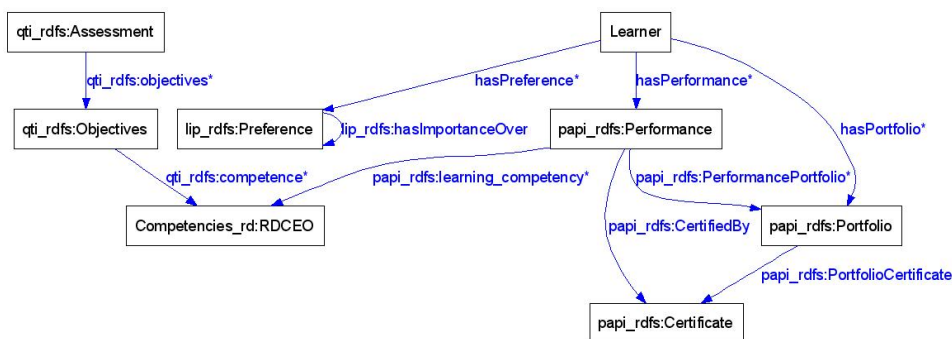 qti_rdfs:Assessment
Learner
qti_rdfs:objectives*
hasPreference*
hasPerformance*
qti_rdfs:Objectives
lip_rdfs:Preference
lip_rdfs:hasImportanceOver
papi_rdfs:Performance
hasPortfolio*
qti_rdfs:competence*
papi_rdfs:learning_competency*
papi_rdfs:PerformancePortfolio*
Competencies_rd:RDCEO
papi_rdfs:CertifiedBy
papi_rdfs:Portfolio
papi_rdfs:PortfolioCertificate
papi_rdfs:Certificate